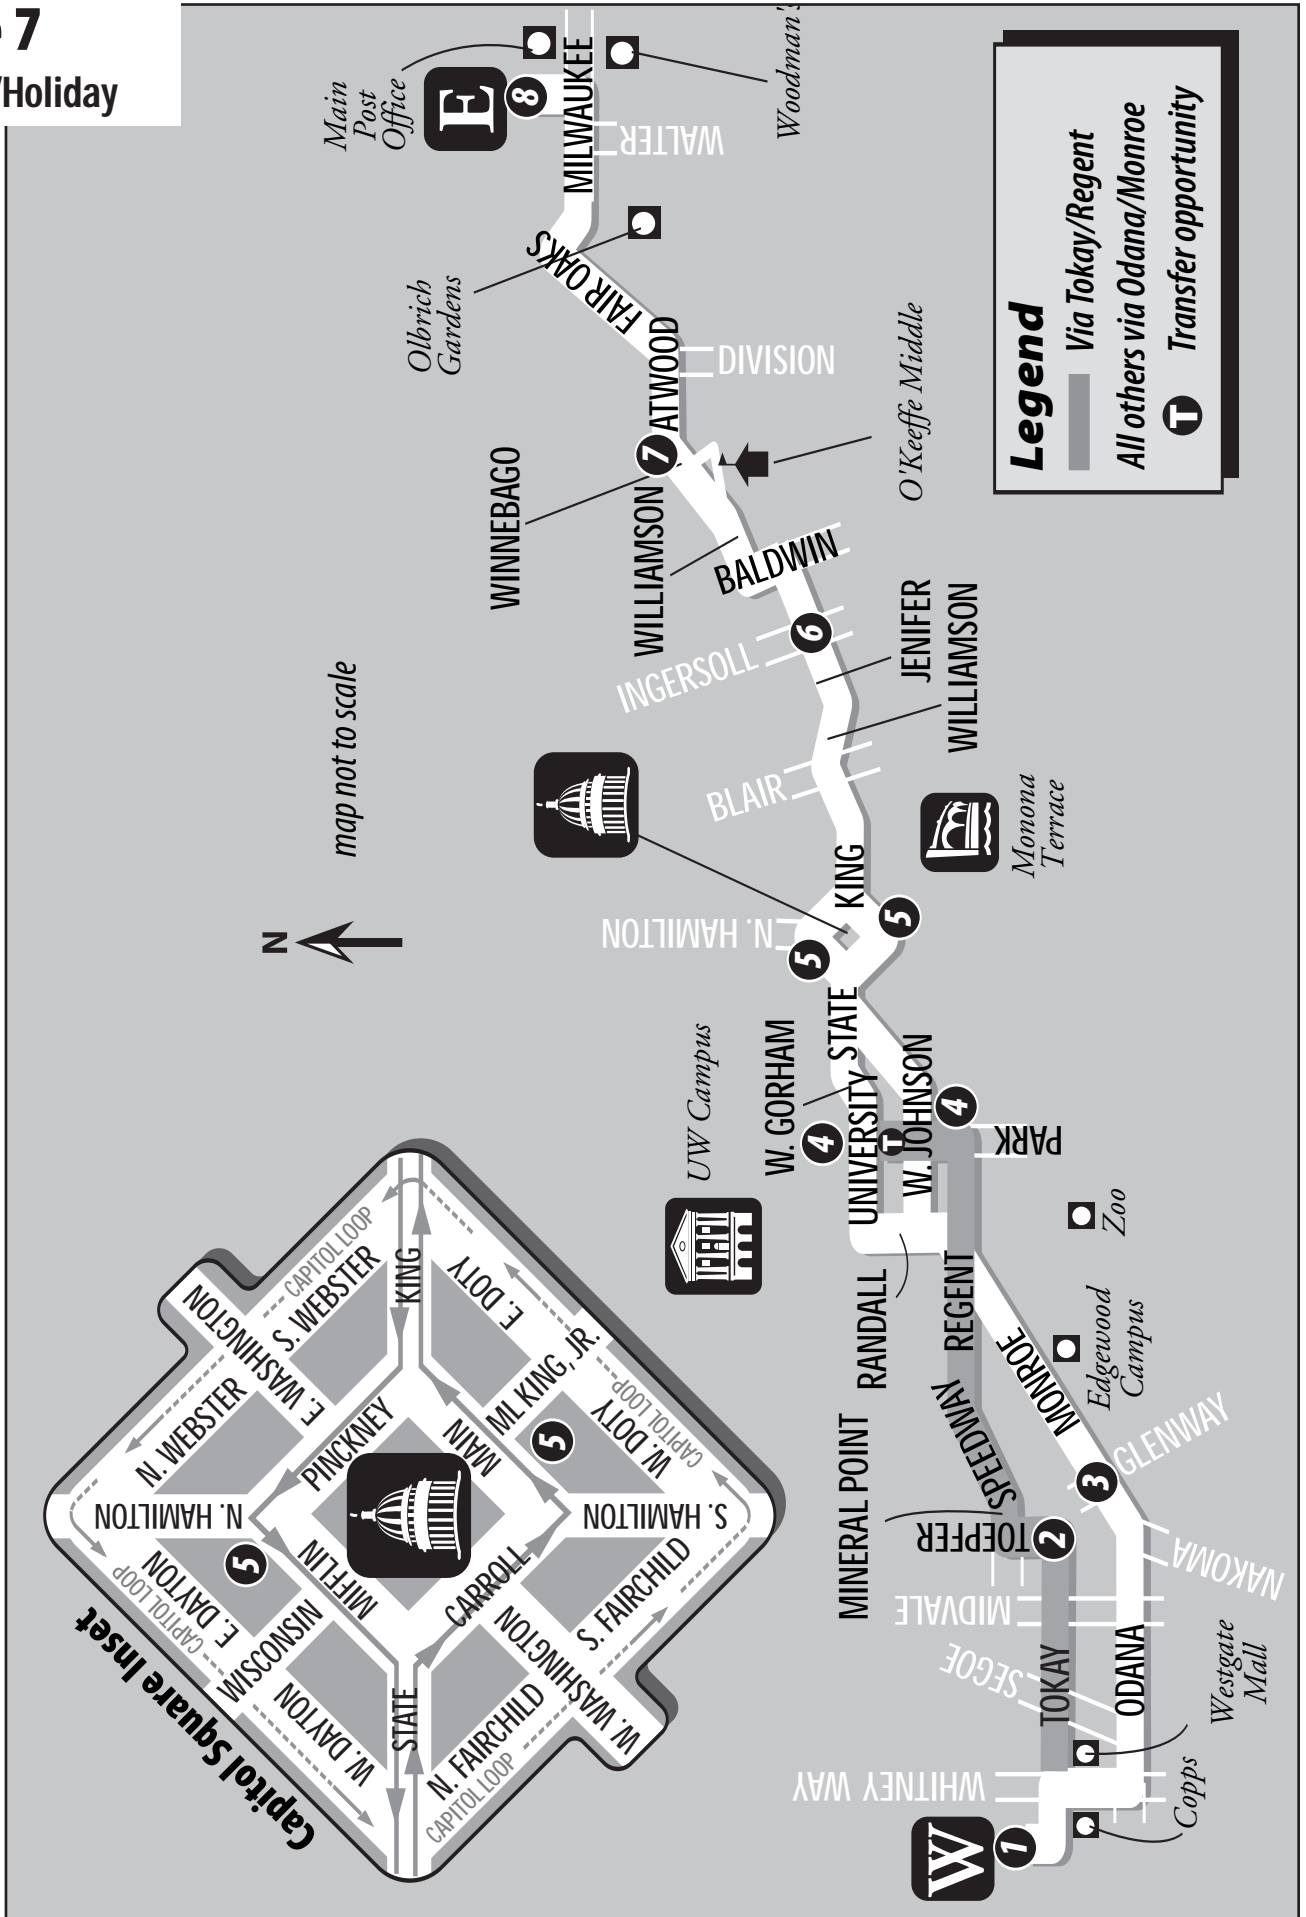 7
/Holiday
Main
Post
Office
E
8
MILWAUKEE
Woodman's
WALTER
Olbrich
Gardens
FAIR OAKS
ATWOOD
DIVISION
7
WINNEBAGO
WILLIAMSON
O'Keeffe Middle
BALDWIN
INGERSOLL
6
JENIFER
WILLIAMSON
BLAIR
map not to scale
N
Monona
Terrace
KING
N. HAMILTON
5
5
STATE
UW Campus
W. GORHAM
UNIVERSITY
W. JOHNSON
4
4
T
PARK
RANDALL
REGENT
Zoo
MONROE
Edgewood
Campus
SPEEDWAY
MINERAL POINT
GLENWAY
3
TOEPFER
2
NAKOMA
MIDVALE
SEGOE
TOKAY
ODANA
Westgate
Mall
WHITNEY WAY
Copps
W
1
Legend
Via Tokay/Regent
All others via Odana/Monroe
T Transfer opportunity
Capitol Square Inset
CAPITOL LOOP
S. WEBSTER
KING
E. DOTY
E. WASHINGTON
N. WEBSTER
PINCKNEY
MAIN
ML KING, JR.
W. DOTY
CAPITOL LOOP
5
N. HAMILTON
S. HAMILTON
5
MIFFLIN
CARROLL
E. DAYTON
CAPITOL LOOP
WISCONSIN
W. DAYTON
STATE
N. FAIRCHILD
CAPITOL LOOP
W. WASHINGTON
S. FAIRCHILD